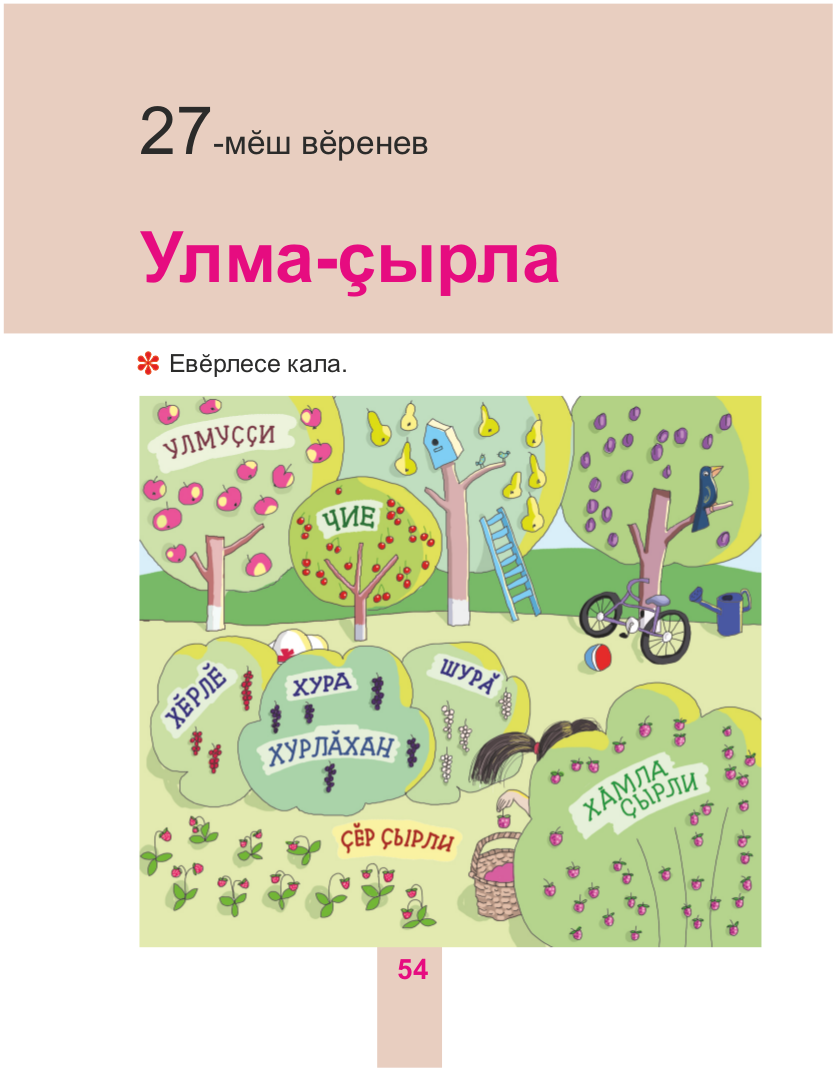 27-мӗш вӗренев
Улма-ҫырла
Евӗрлесе кала.
УЛМУҪҪИ
ЧИЕ
ХӖРЛӖ
ХУРА
ШУРӐ
ХУРЛӐХАН
ХӐМЛА
ҪЫРЛИ
ҪӖР ҪЫРЛИ
54